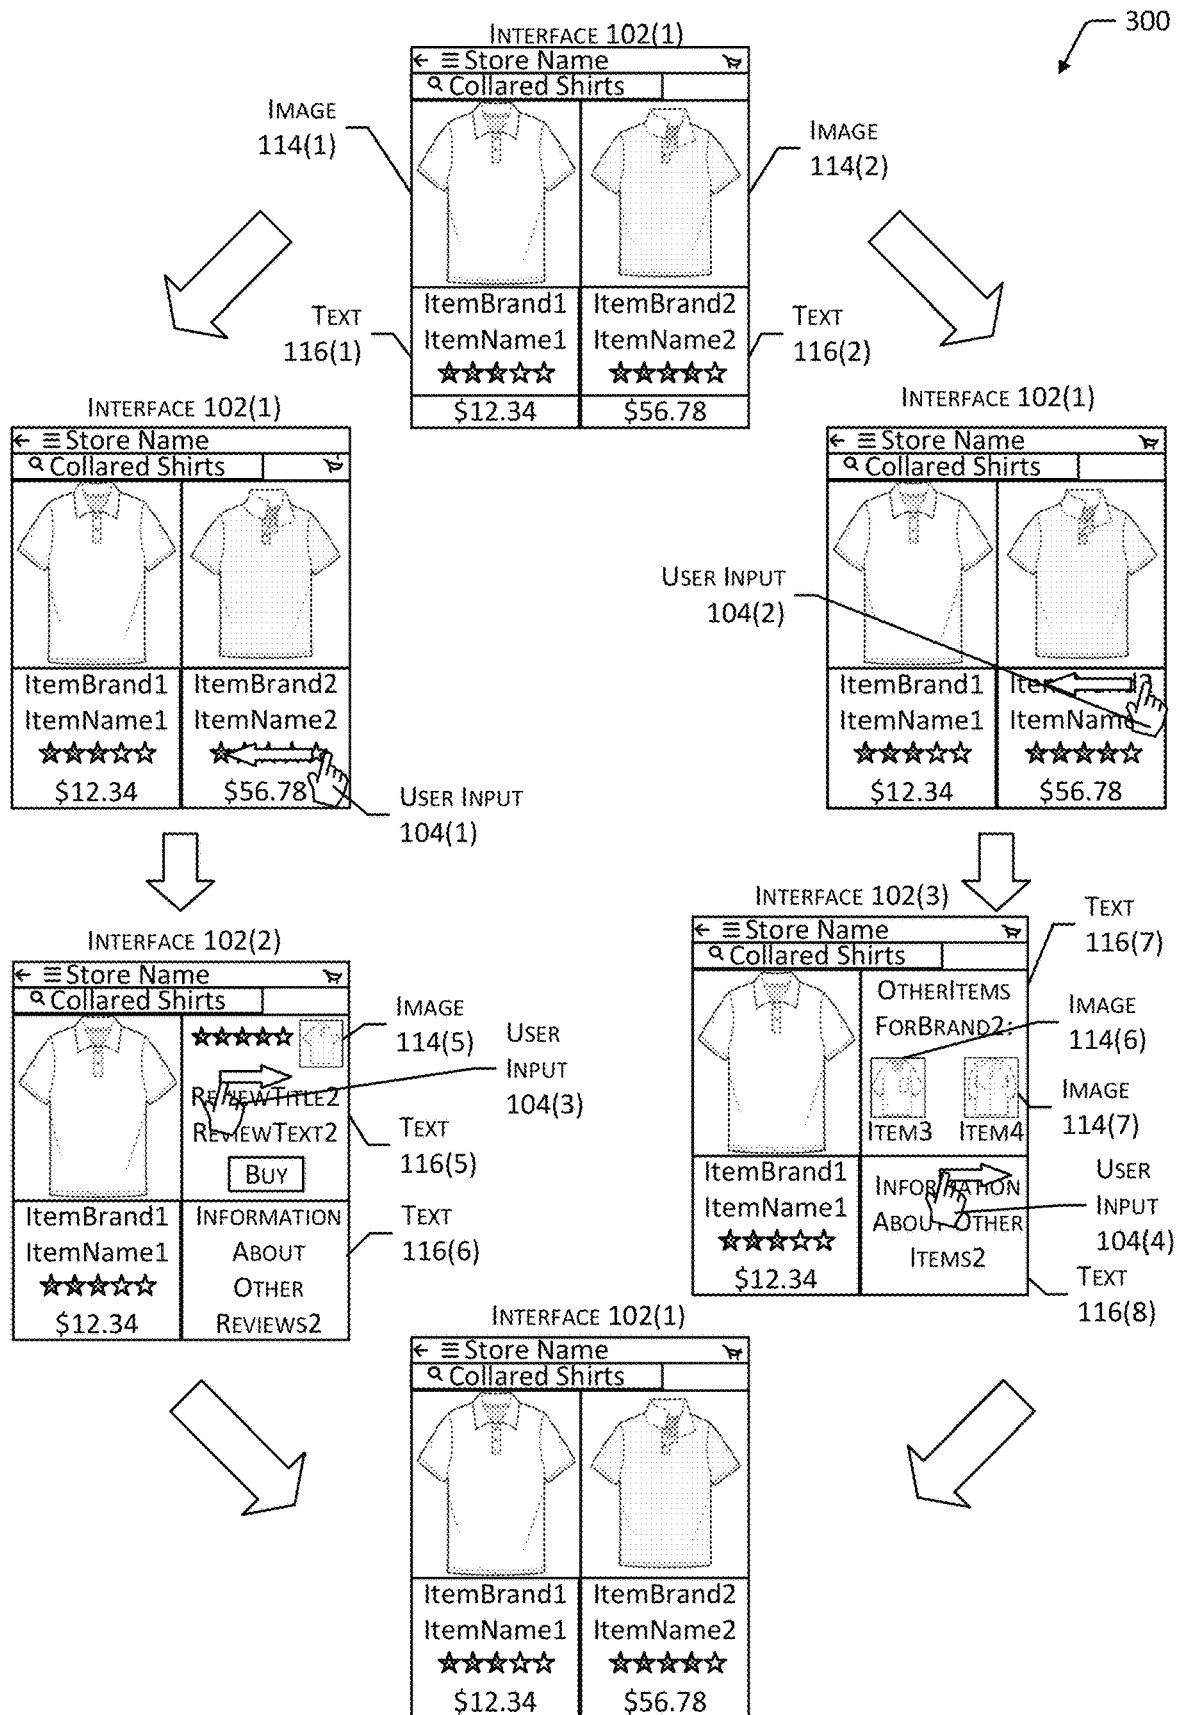 300
INTERFACE 102(1)
Store Name
Collared Shirts
IMAGE
114(1)
IMAGE
114(2)
ItemBrand1
ItemName1
$12.34
ItemBrand2
ItemName2
$56.78
TEXT
116(1)
TEXT
116(2)
INTERFACE 102(1)
Store Name
Collared Shirts
ItemBrand1
ItemName1
$12.34
ItemBrand2
ItemName2
$56.78
USER INPUT
104(1)
INTERFACE 102(1)
Store Name
Collared Shirts
USER INPUT
104(2)
ItemBrand1
ItemName1
$12.34
ItemName
$56.78
INTERFACE 102(2)
Store Name
Collared Shirts
REVIEWTITLE2
REVIEWTEXT2
BUY
ItemBrand1
ItemName1
$12.34
INFORMATION
ABOUT
OTHER
REVIEWS2
IMAGE
114(5)
USER
INPUT
104(3)
TEXT
116(5)
TEXT
116(6)
INTERFACE 102(3)
Store Name
Collared Shirts
OTHERITEMS
FORBRAND2:
ITEM3
ITEM4
ItemBrand1
ItemName1
$12.34
INFORMATION
ABOUT OTHER
ITEMS2
TEXT
116(7)
IMAGE
114(6)
IMAGE
114(7)
USER
INPUT
104(4)
TEXT
116(8)
INTERFACE 102(1)
Store Name
Collared Shirts
ItemBrand1
ItemName1
$12.34
ItemBrand2
ItemName2
$56.78